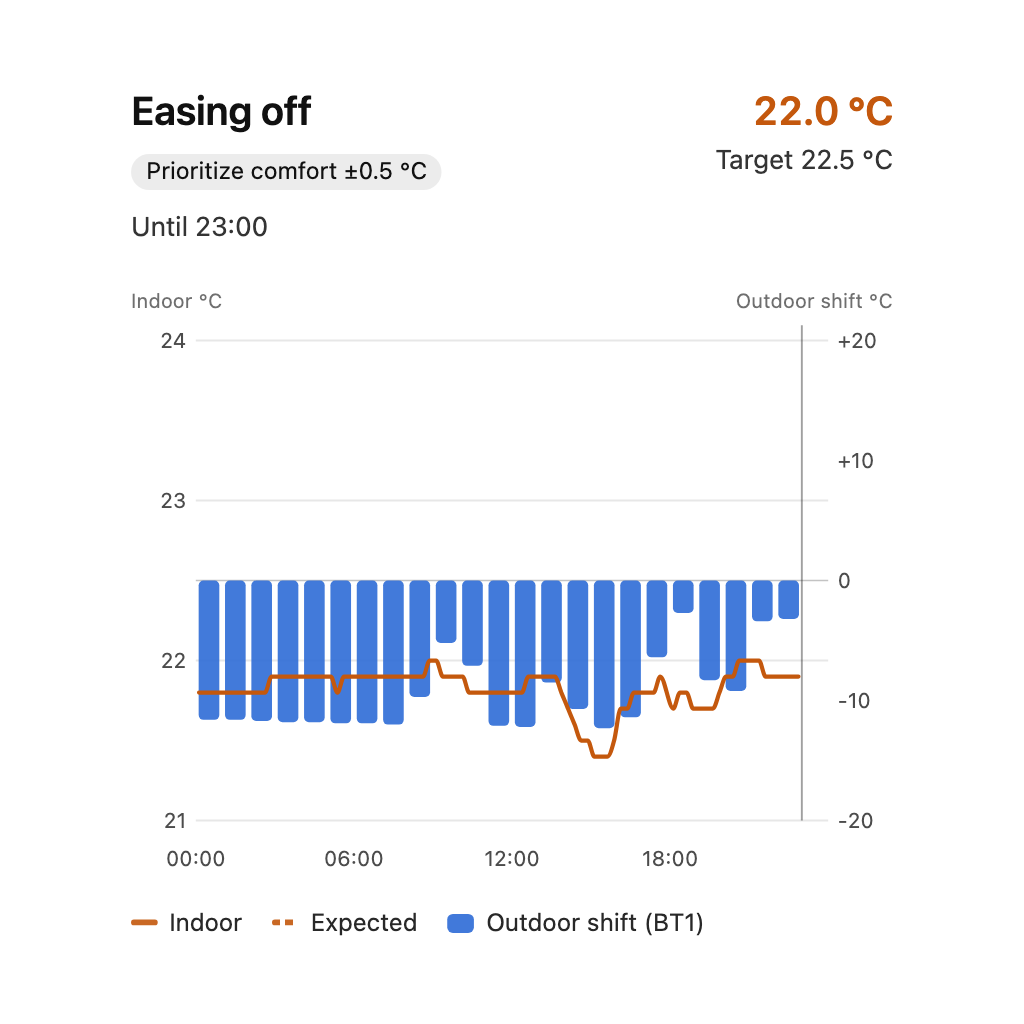 Easing off
22.0 °C
Prioritize comfort ±0.5 °C
Target 22.5 °C
Until 23:00
Indoor °C
Outdoor shift °C
24
+20
+10
23
0
22
-10
21
-20
00:00
06:00
12:00
18:00
Indoor
Expected
Outdoor shift (BT1)